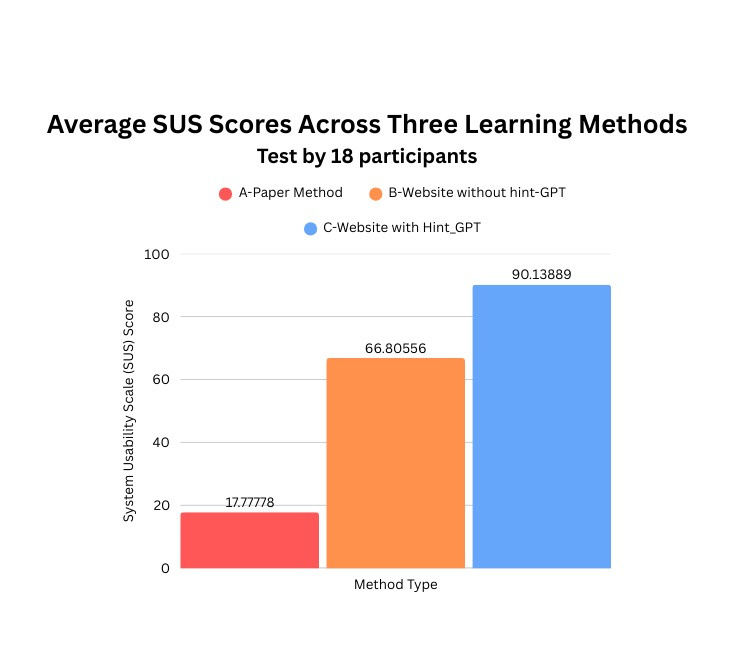 Average SUS Scores Across Three Learning Methods
Test by 18 participants
A-Paper Method
B-Website without hint-GPT
C-Website with Hint_GPT
100
80
60
40
20
0
System Usability Scale (SUS) Score
17.77778
66.80556
90.13889
Method Type